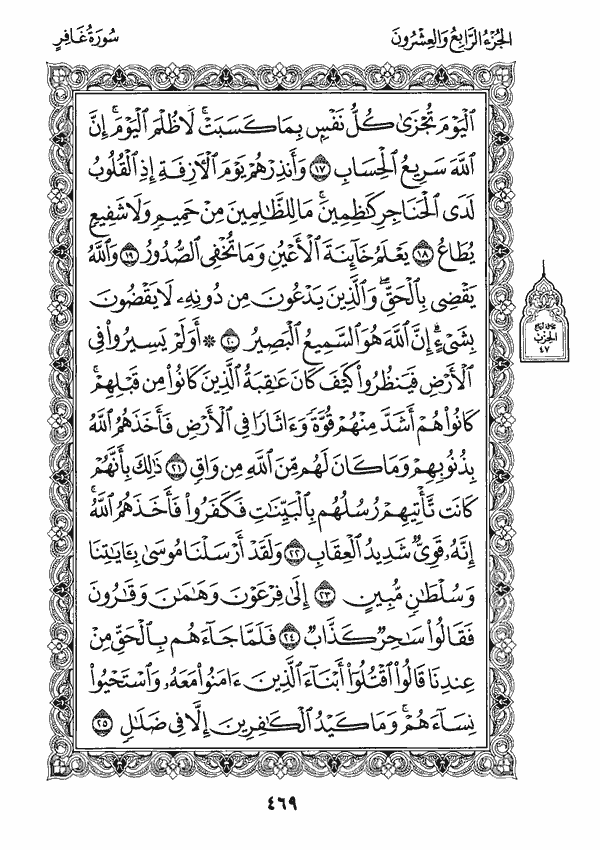 الجزء الرابع والعشرون
سورة غافر
ٱلْيَوْمَ تُجْزَىٰ كُلُّ نَفْسٍۭ بِمَا كَسَبَتْ ۚ لَا ظُلْمَ ٱلْيَوْمَ ۚ إِنَّ
ٱللَّهَ سَرِيعُ ٱلْحِسَابِ ١٧ وَأَنذِرْهُمْ يَوْمَ ٱلْـَٔازِفَةِ إِذِ ٱلْقُلُوبُ
لَدَى ٱلْحَنَاجِرِ كَـٰظِمِينَ ۚ مَا لِلظَّـٰلِمِينَ مِنْ حَمِيمٍ وَلَا شَفِيعٍ
يُطَاعُ ١٨ يَعْلَمُ خَآئِنَةَ ٱلْأَعْيُنِ وَمَا تُخْفِى ٱلصُّدُورُ ١٩ وَٱللَّهُ
يَقْضِى بِٱلْحَقِّ ۖ وَٱلَّذِينَ يَدْعُونَ مِن دُونِهِۦ لَا يَقْضُونَ
بِشَىْءٍ ۗ إِنَّ ٱللَّهَ هُوَ ٱلسَّمِيعُ ٱلْبَصِيرُ ٢٠ ۞ أَوَلَمْ يَسِيرُوا۟ فِى
ٱلْأَرْضِ فَيَنظُرُوا۟ كَيْفَ كَانَ عَـٰقِبَةُ ٱلَّذِينَ كَانُوا۟ مِن قَبْلِهِمْ ۚ
كَانُوا۟ هُمْ أَشَدَّ مِنْهُمْ قُوَّةً وَءَاثَارًا فِى ٱلْأَرْضِ فَأَخَذَهُمُ ٱللَّهُ
بِذُنُوبِهِمْ وَمَا كَانَ لَهُم مِّنَ ٱللَّهِ مِن وَاقٍ ٢١ ذَٰلِكَ بِأَنَّهُمْ
كَانَت تَّأْتِيهِمْ رُسُلُهُم بِٱلْبَيِّنَـٰتِ فَكَفَرُوا۟ فَأَخَذَهُمُ ٱللَّهُ ۚ
إِنَّهُۥ قَوِىٌّ شَدِيدُ ٱلْعِقَابِ ٢٢ وَلَقَدْ أَرْسَلْنَا مُوسَىٰ بِـَٔايَـٰتِنَا
وَسُلْطَـٰنٍ مُّبِينٍ ٢٣ إِلَىٰ فِرْعَوْنَ وَهَـٰمَـٰنَ وَقَـٰرُونَ
فَقَالُوا۟ سَـٰحِرٌ كَذَّابٌ ٢٤ فَلَمَّا جَآءَهُم بِٱلْحَقِّ مِنْ
عِندِنَا قَالُوا۟ ٱقْتُلُوٓا۟ أَبْنَآءَ ٱلَّذِينَ ءَامَنُوا۟ مَعَهُۥ وَٱسْتَحْيُوا۟
نِسَآءَهُمْ ۚ وَمَا كَيْدُ ٱلْكَـٰفِرِينَ إِلَّا فِى ضَلَـٰلٍ ٢٥
الحزب
٤٧
٤٦٩